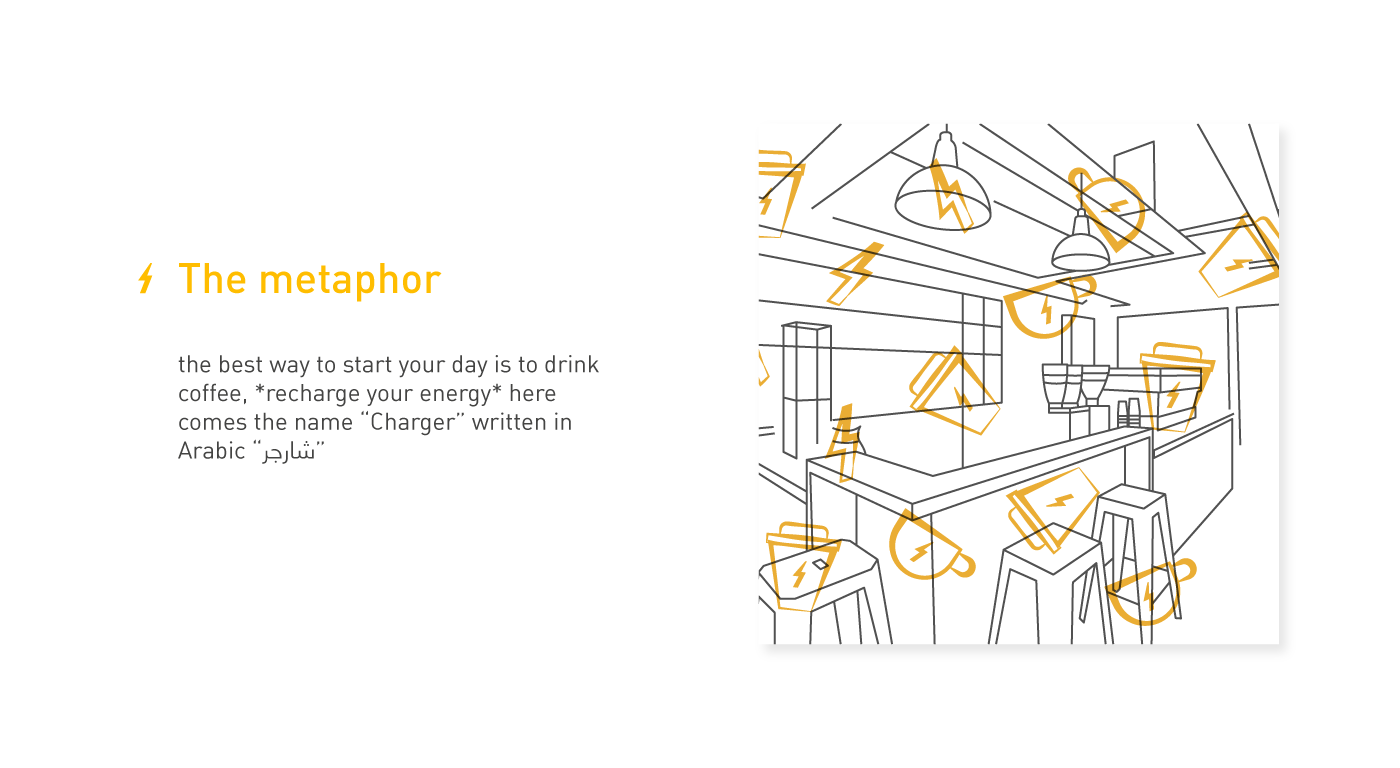 The metaphor
the best way to start your day is to drink
coffee, *recharge your energy* here
comes the name “Charger” written in
Arabic “شارجر”